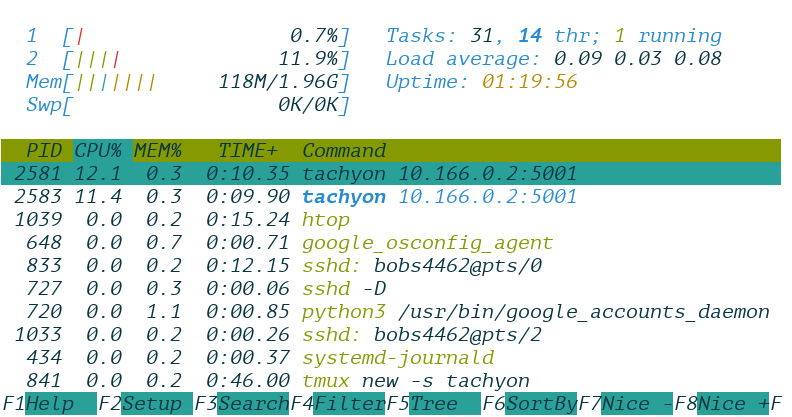 1 [| 0.7%] Tasks: 31, 14 thr; 1 running
2 [|||| 11.9%] Load average: 0.09 0.03 0.08
Mem[||||||| 118M/1.96G] Uptime: 01:19:56
Swp[ 0K/0K]
PID CPU% MEM% TIME+ Command
2581 12.1 0.3 0:10.35 tachyon 10.166.0.2:5001
2583 11.4 0.3 0:09.90 tachyon 10.166.0.2:5001
1039 0.0 0.2 0:15.24 htop
648 0.0 0.7 0:00.71 google_osconfig_agent
833 0.0 0.2 0:12.15 sshd: bobs4462@pts/0
727 0.0 0.3 0:00.06 sshd -D
720 0.0 1.1 0:00.85 python3 /usr/bin/google_accounts_daemon
1033 0.0 0.2 0:00.26 sshd: bobs4462@pts/2
434 0.0 0.2 0:00.37 systemd-journald
841 0.0 0.2 0:46.00 tmux new -s tachyon
F1Help F2Setup F3SearchF4FilterF5Tree F6SortByF7Nice -F8Nice +F